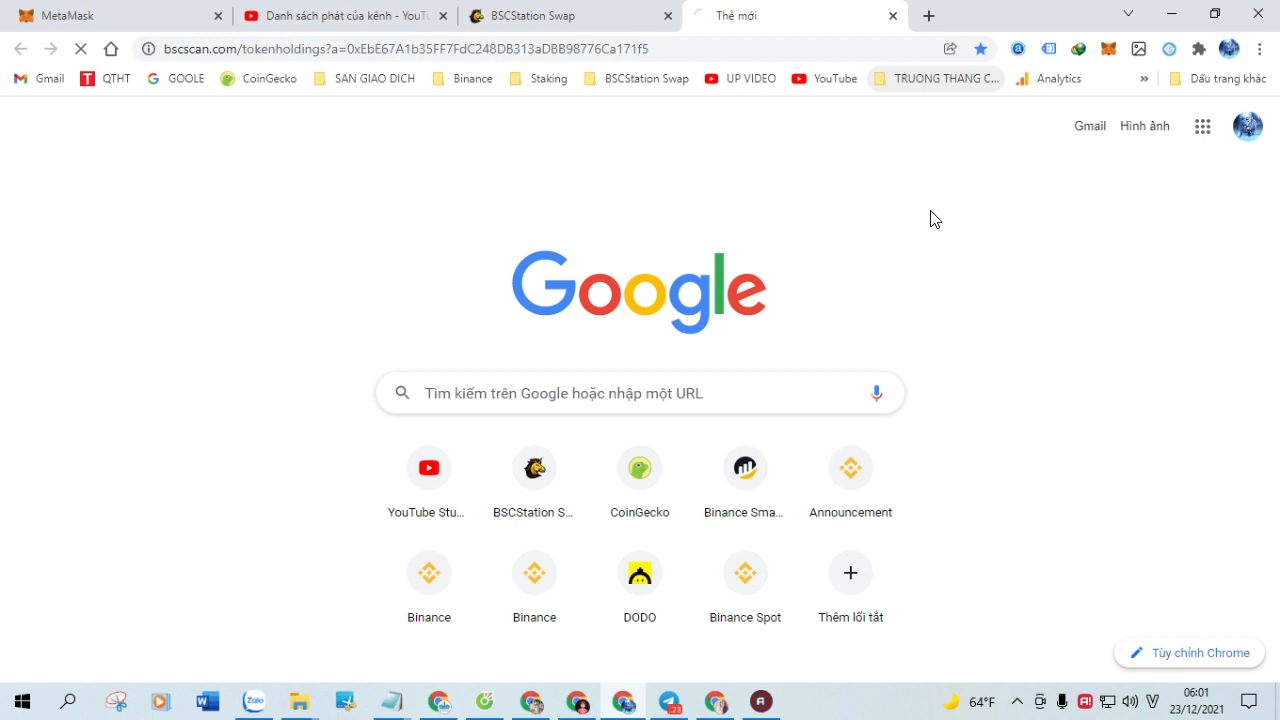 MetaMask
Danh sách phát của kênh - YouTu
BSCStation Swap
Thẻ mới
bscscan.com/tokenholdings?a=0xEbE67A1b35FF7FdC248DB313aDBB98776Ca171f5
Gmail
QTHT
GOOLE
CoinGecko
SAN GIAO DICH
Binance
Staking
BSCStation Swap
UP VIDEO
YouTube
TRUONG THANG C...
Analytics
»
Dấu trang khác
Gmail
Hình ảnh
Google
Tìm kiếm trên Google hoặc nhập một URL
YouTube Stu...
BSCStation S...
CoinGecko
Binance Sma...
Announcement
Binance
Binance
DODO
Binance Spot
Thêm lối tắt
Tùy chỉnh Chrome
Zalo
23
64°F
06:01
23/12/2021